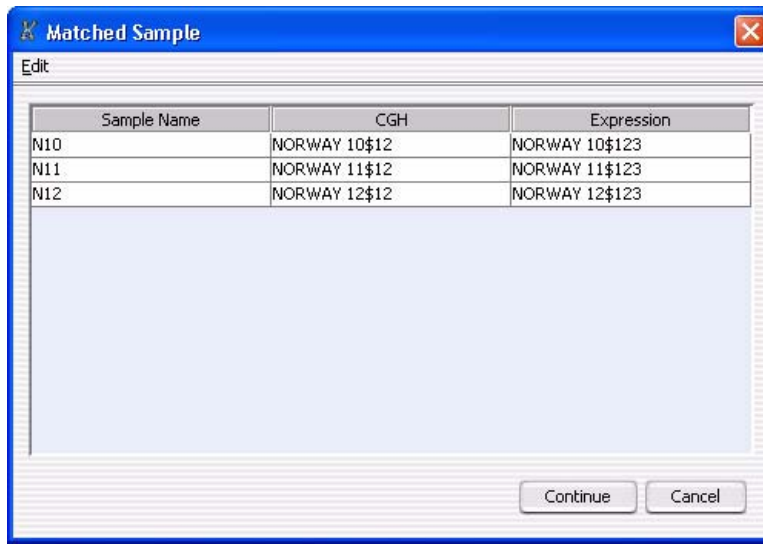 Matched Sample
Edit
Sample Name CGH Expression
N10 NORWAY 10$12 NORWAY 10$123
N11 NORWAY 11$12 NORWAY 11$123
N12 NORWAY 12$12 NORWAY 12$123
Continue Cancel